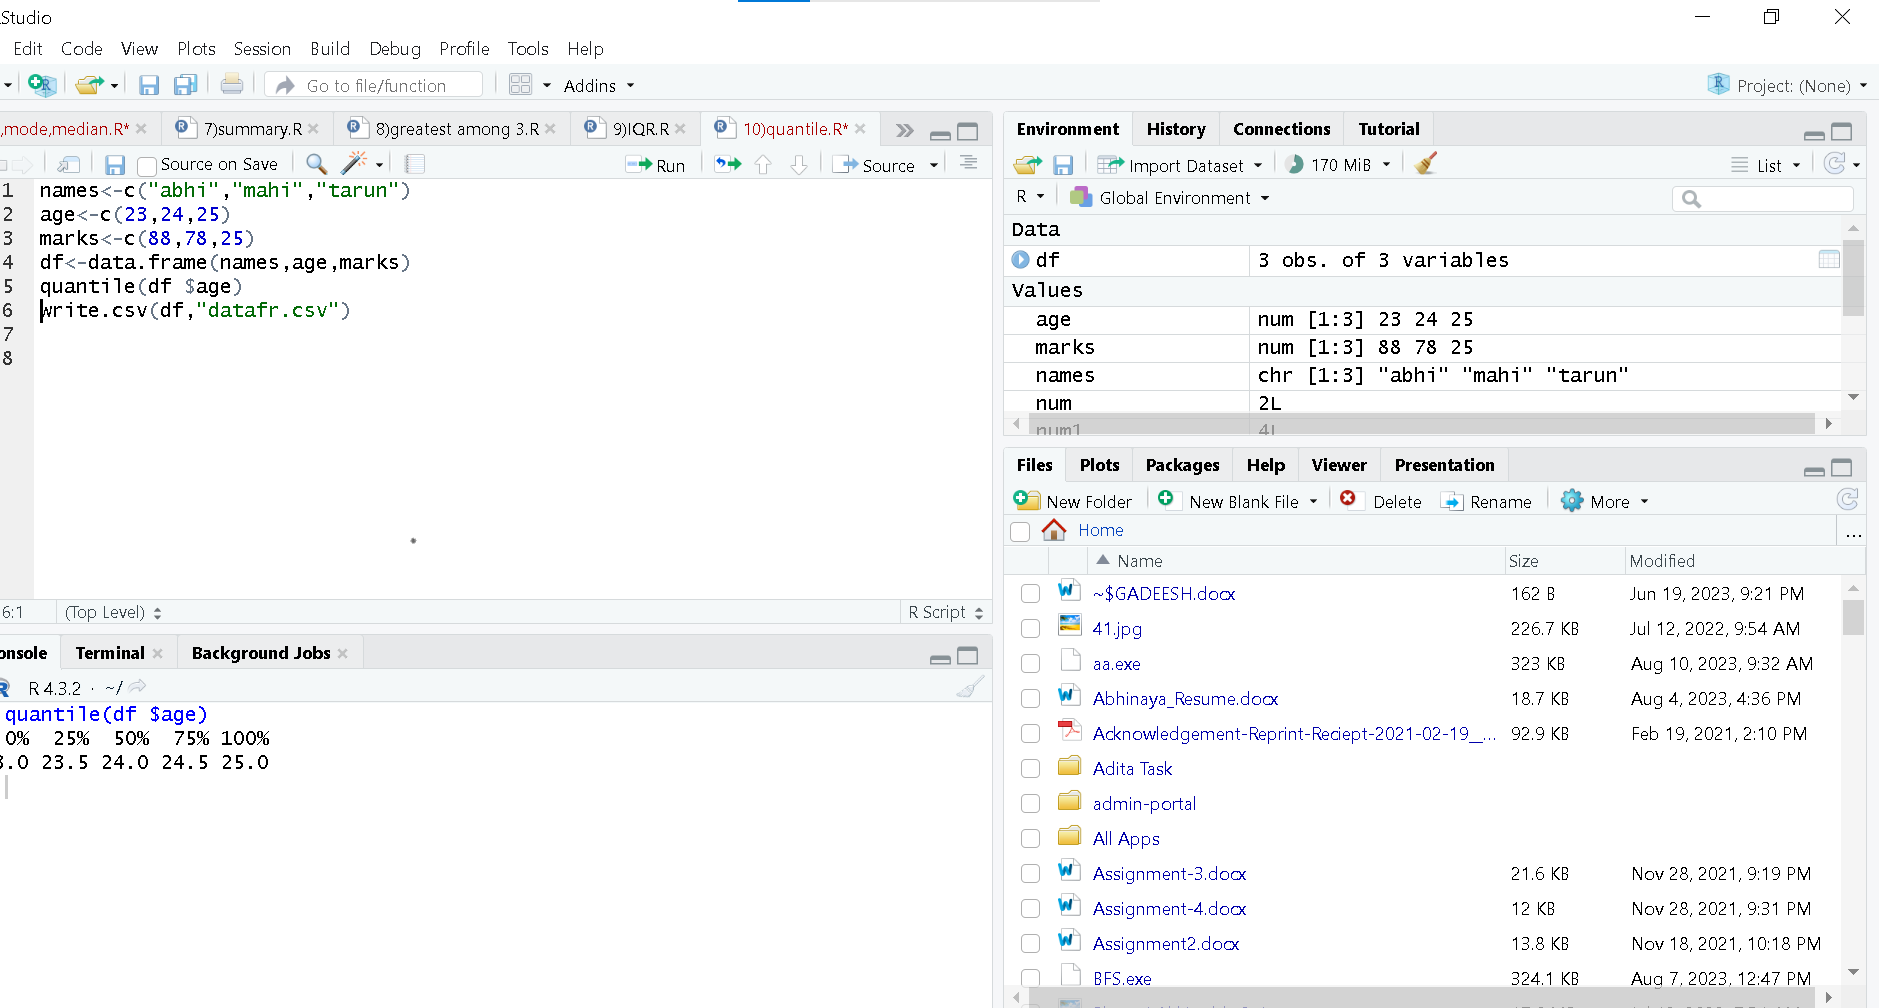 Studio
Edit Code View Plots Session Build Debug Profile Tools Help
Go to file/function Addins Project: (None)
,mode,median.R* 7)summary.R 8)greatest among 3.R 9)IQR.R 10)quantile.R*
Source on Save Run Source
1 names<-c("abhi","mahi","tarun")
2 age<-c(23,24,25)
3 marks<-c(88,78,25)
4 df<-data.frame(names,age,marks)
5 quantile(df $age)
6 write.csv(df,"datafr.csv")
7
8
6:1 (Top Level) R Script
onsole Terminal Background Jobs
R 4.3.2 · ~/
quantile(df $age)
0% 25% 50% 75% 100%
3.0 23.5 24.0 24.5 25.0
Environment History Connections Tutorial
Import Dataset 170 MiB List
R Global Environment
Data
df 3 obs. of 3 variables
Values
age num [1:3] 23 24 25
marks num [1:3] 88 78 25
names chr [1:3] "abhi" "mahi" "tarun"
num 2L
num1 4L
Files Plots Packages Help Viewer Presentation
New Folder New Blank File Delete Rename More
Home ...
Name Size Modified
~$GADEESH.docx 162 B Jun 19, 2023, 9:21 PM
41.jpg 226.7 KB Jul 12, 2022, 9:54 AM
aa.exe 323 KB Aug 10, 2023, 9:32 AM
Abhinaya_Resume.docx 18.7 KB Aug 4, 2023, 4:36 PM
Acknowledgement-Reprint-Reciept-2021-02-19__... 92.9 KB Feb 19, 2021, 2:10 PM
Adita Task
admin-portal
All Apps
Assignment-3.docx 21.6 KB Nov 28, 2021, 9:19 PM
Assignment-4.docx 12 KB Nov 28, 2021, 9:31 PM
Assignment2.docx 13.8 KB Nov 18, 2021, 10:18 PM
BFS.exe 324.1 KB Aug 7, 2023, 12:47 PM